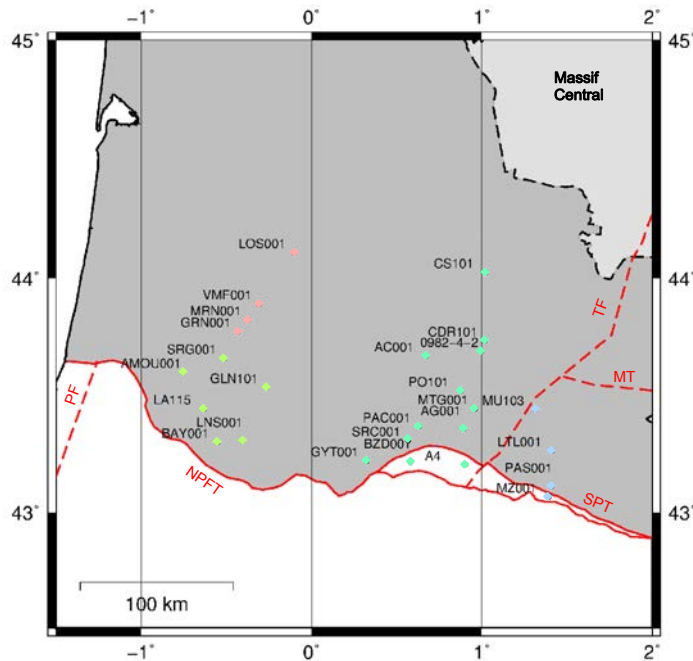 −1˚ 0˚ 1˚ 2˚
45˚ 45˚
Massif
Central
LOS001
CS101
44˚ 44˚
VMF001
MRN001
GRN001
TF
CDR101
0982-4-2
SRG001
AC001
AMOU101
MT
GLN101
PO101
PF
LA115
MTG001 MU103
AG001
LNS001
PAC001
BAY001
SRC001
BZD00Y
LTL001
GYT001
A4
PAS001
NPFT
MZ001
SPT
43˚ 43˚
100 km
−1˚ 0˚ 1˚ 2˚